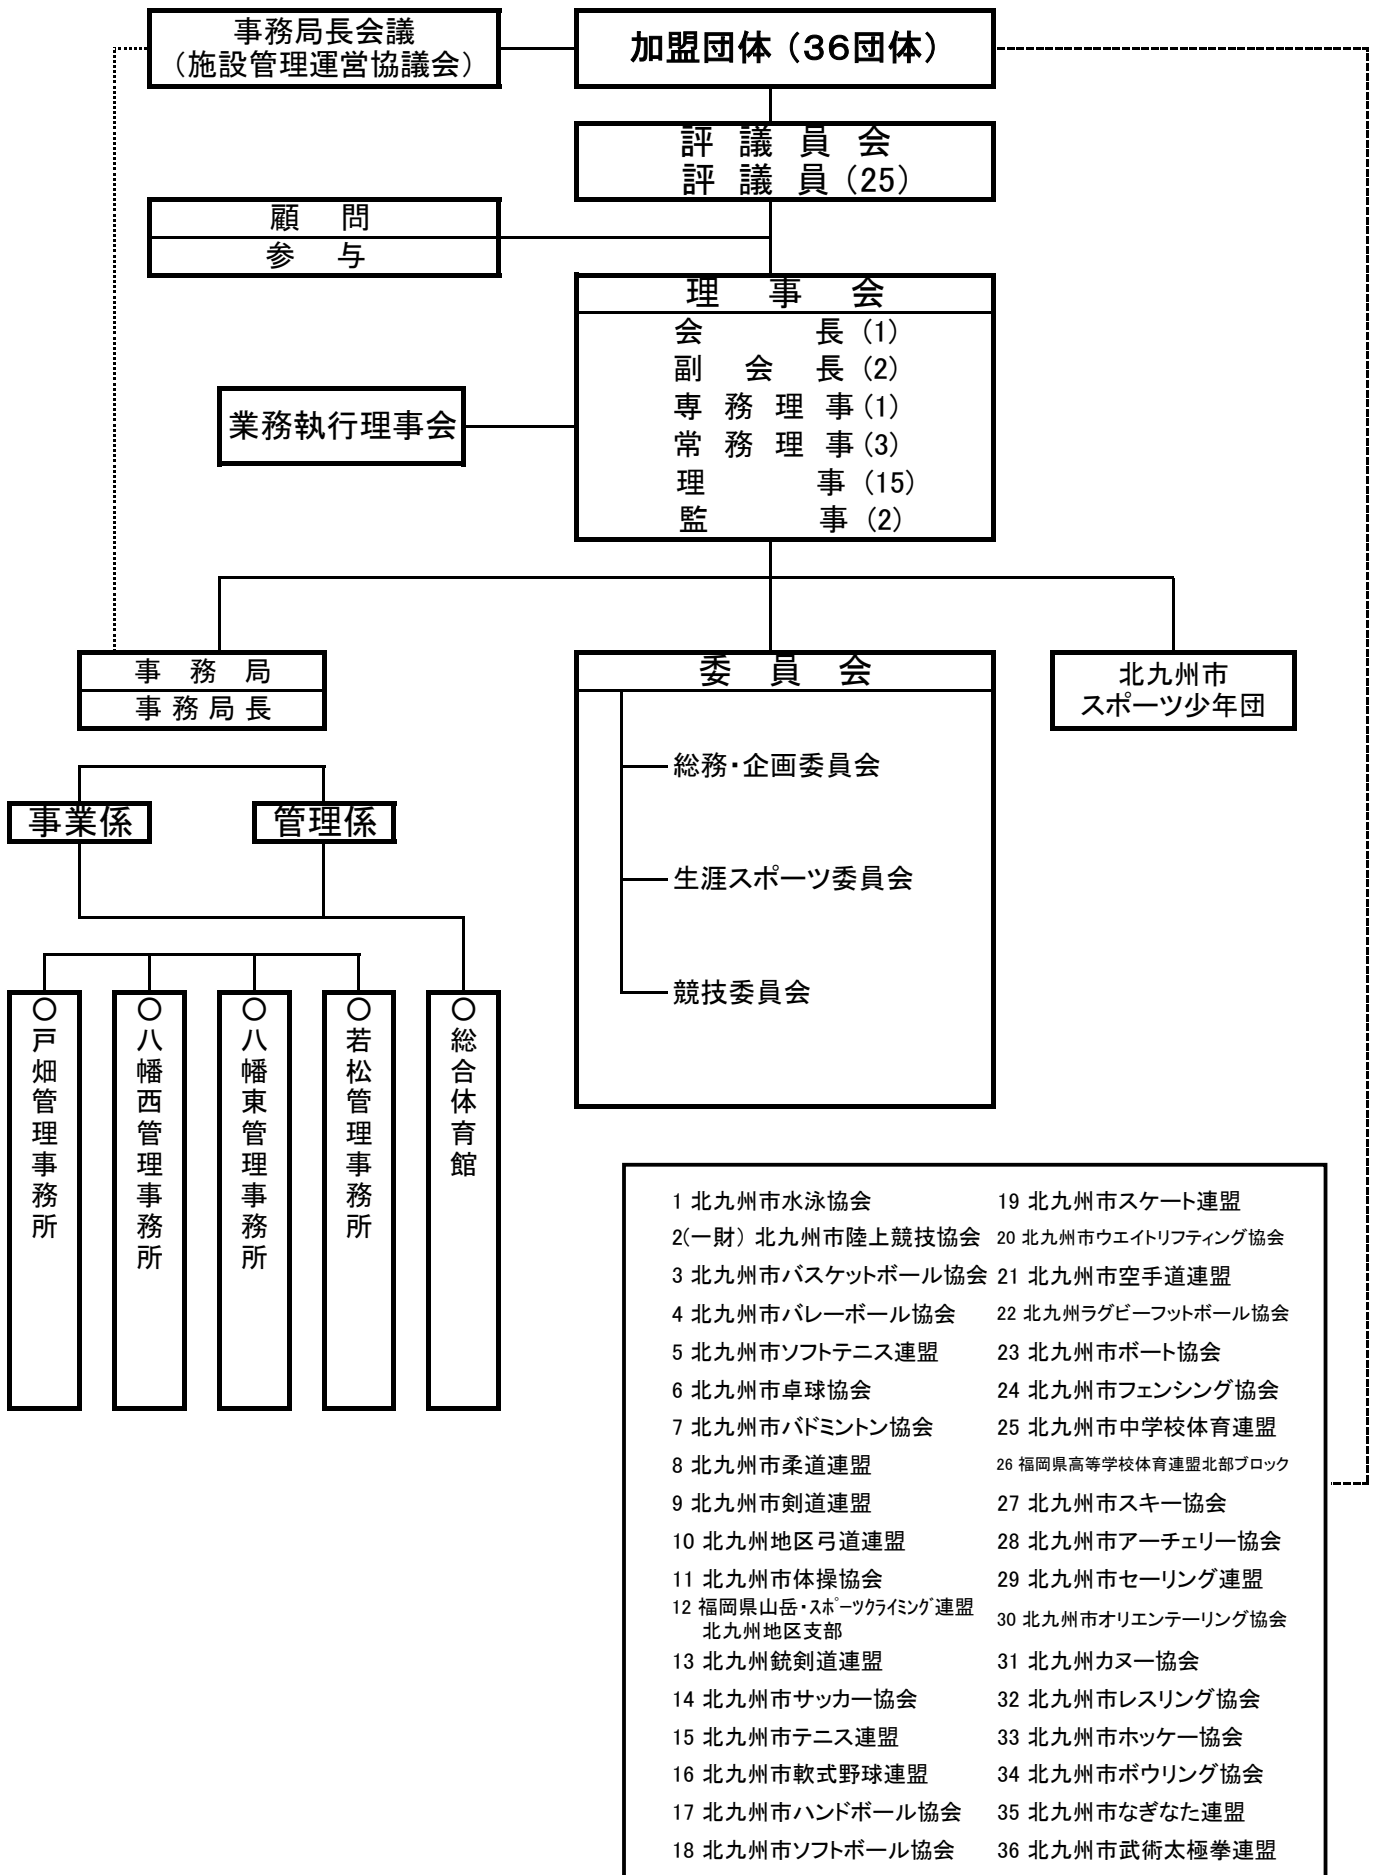 事務局長会議
（施設管理運営協議会）
加盟団体（36団体）
評議員会
評議員（25）
顧問
参与
理事会
会長（1）
副会長（2）
専務理事（1）
常務理事（3）
理事（15）
監事（2）
業務執行理事会
事務局
事務局長
委員会
総務・企画委員会
生涯スポーツ委員会
競技委員会
北九州市
スポーツ少年団
事業係
管理係
○戸畑管理事務所
○八幡西管理事務所
○八幡東管理事務所
○若松管理事務所
○総合体育館
1 北九州市水泳協会
2(一財) 北九州市陸上競技協会
3 北九州市バスケットボール協会
4 北九州市バレーボール協会
5 北九州市ソフトテニス連盟
6 北九州市卓球協会
7 北九州市バドミントン協会
8 北九州市柔道連盟
9 北九州市剣道連盟
10 北九州地区弓道連盟
11 北九州市体操協会
12 福岡県山岳・ｽﾎﾟｰﾂｸﾗｲﾐﾝｸﾞ連盟
北九州地区支部
13 北九州銃剣道連盟
14 北九州市サッカー協会
15 北九州市テニス連盟
16 北九州市軟式野球連盟
17 北九州市ハンドボール協会
18 北九州市ソフトボール協会
19 北九州市スケート連盟
20 北九州市ウエイトリフティング協会
21 北九州市空手道連盟
22 北九州ラグビーフットボール協会
23 北九州市ボート協会
24 北九州市フェンシング協会
25 北九州市中学校体育連盟
26 福岡県高等学校体育連盟北部ブロック
27 北九州市スキー協会
28 北九州市アーチェリー協会
29 北九州市セーリング連盟
30 北九州市オリエンテーリング協会
31 北九州カヌー協会
32 北九州市レスリング協会
33 北九州市ホッケー協会
34 北九州市ボウリング協会
35 北九州市なぎなた連盟
36 北九州市武術太極拳連盟